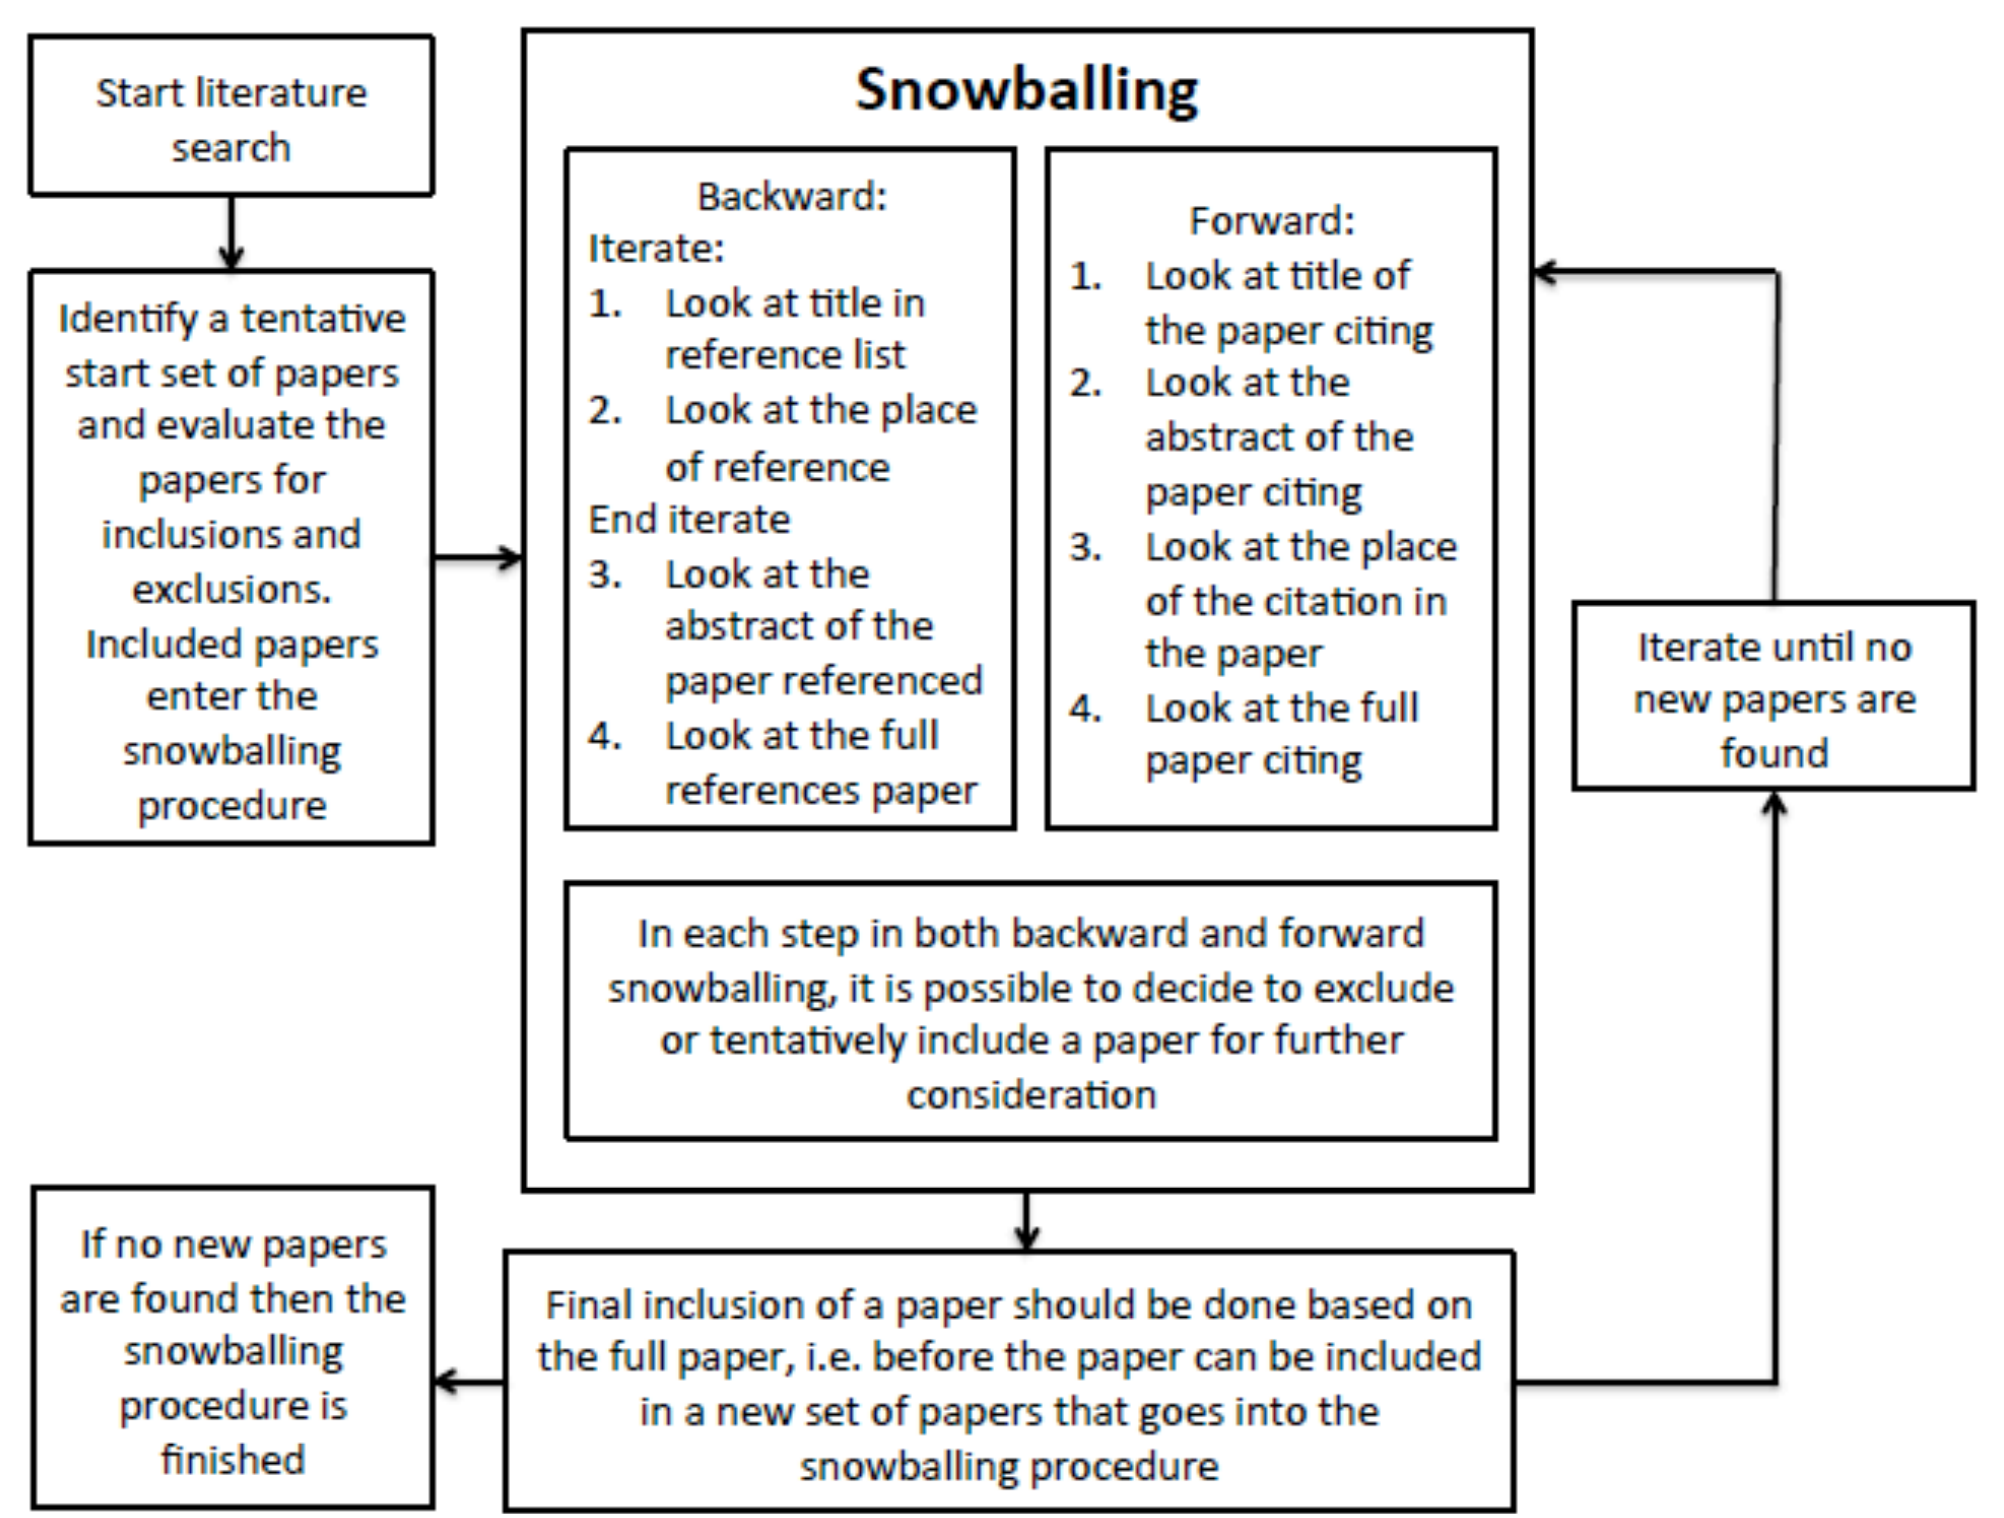 Start literature
search
Identify a tentative
start set of papers
and evaluate the
papers for
inclusions and
exclusions.
Included papers
enter the
snowballing
procedure
Snowballing
Backward:
Iterate:
1. Look at title in
reference list
2. Look at the place
of reference
End iterate
3. Look at the
abstract of the
paper referenced
4. Look at the full
references paper
Forward:
1. Look at title of
the paper citing
2. Look at the
abstract of the
paper citing
3. Look at the place
of the citation in
the paper
4. Look at the full
paper citing
In each step in both backward and forward
snowballing, it is possible to decide to exclude
or tentatively include a paper for further
consideration
Iterate until no
new papers are
found
Final inclusion of a paper should be done based on
the full paper, i.e. before the paper can be included
in a new set of papers that goes into the
snowballing procedure
If no new papers
are found then the
snowballing
procedure is
finished